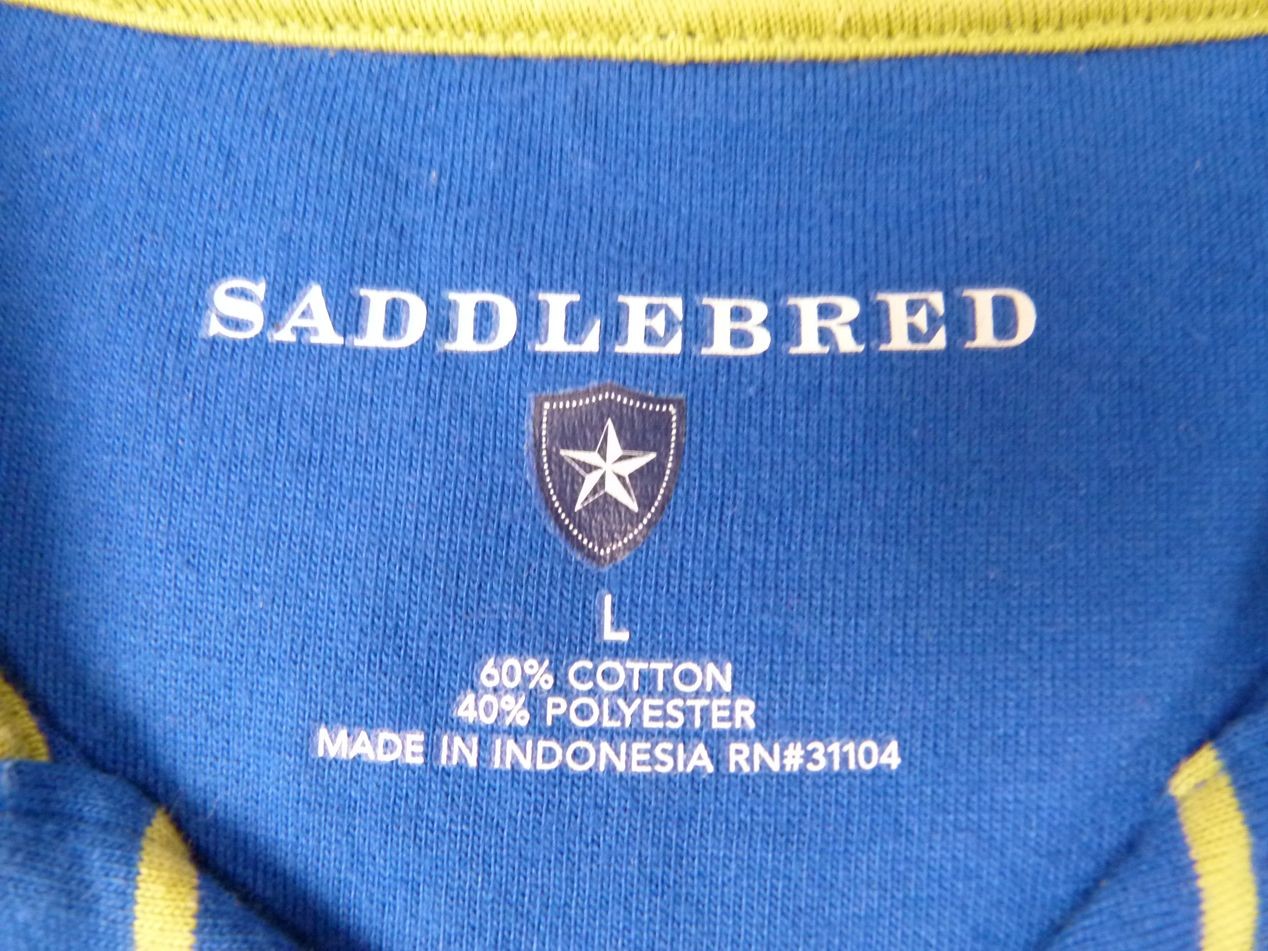 SADDLEBRED
L
60% COTTON
40% POLYESTER
MADE IN INDONESIA RN#31104